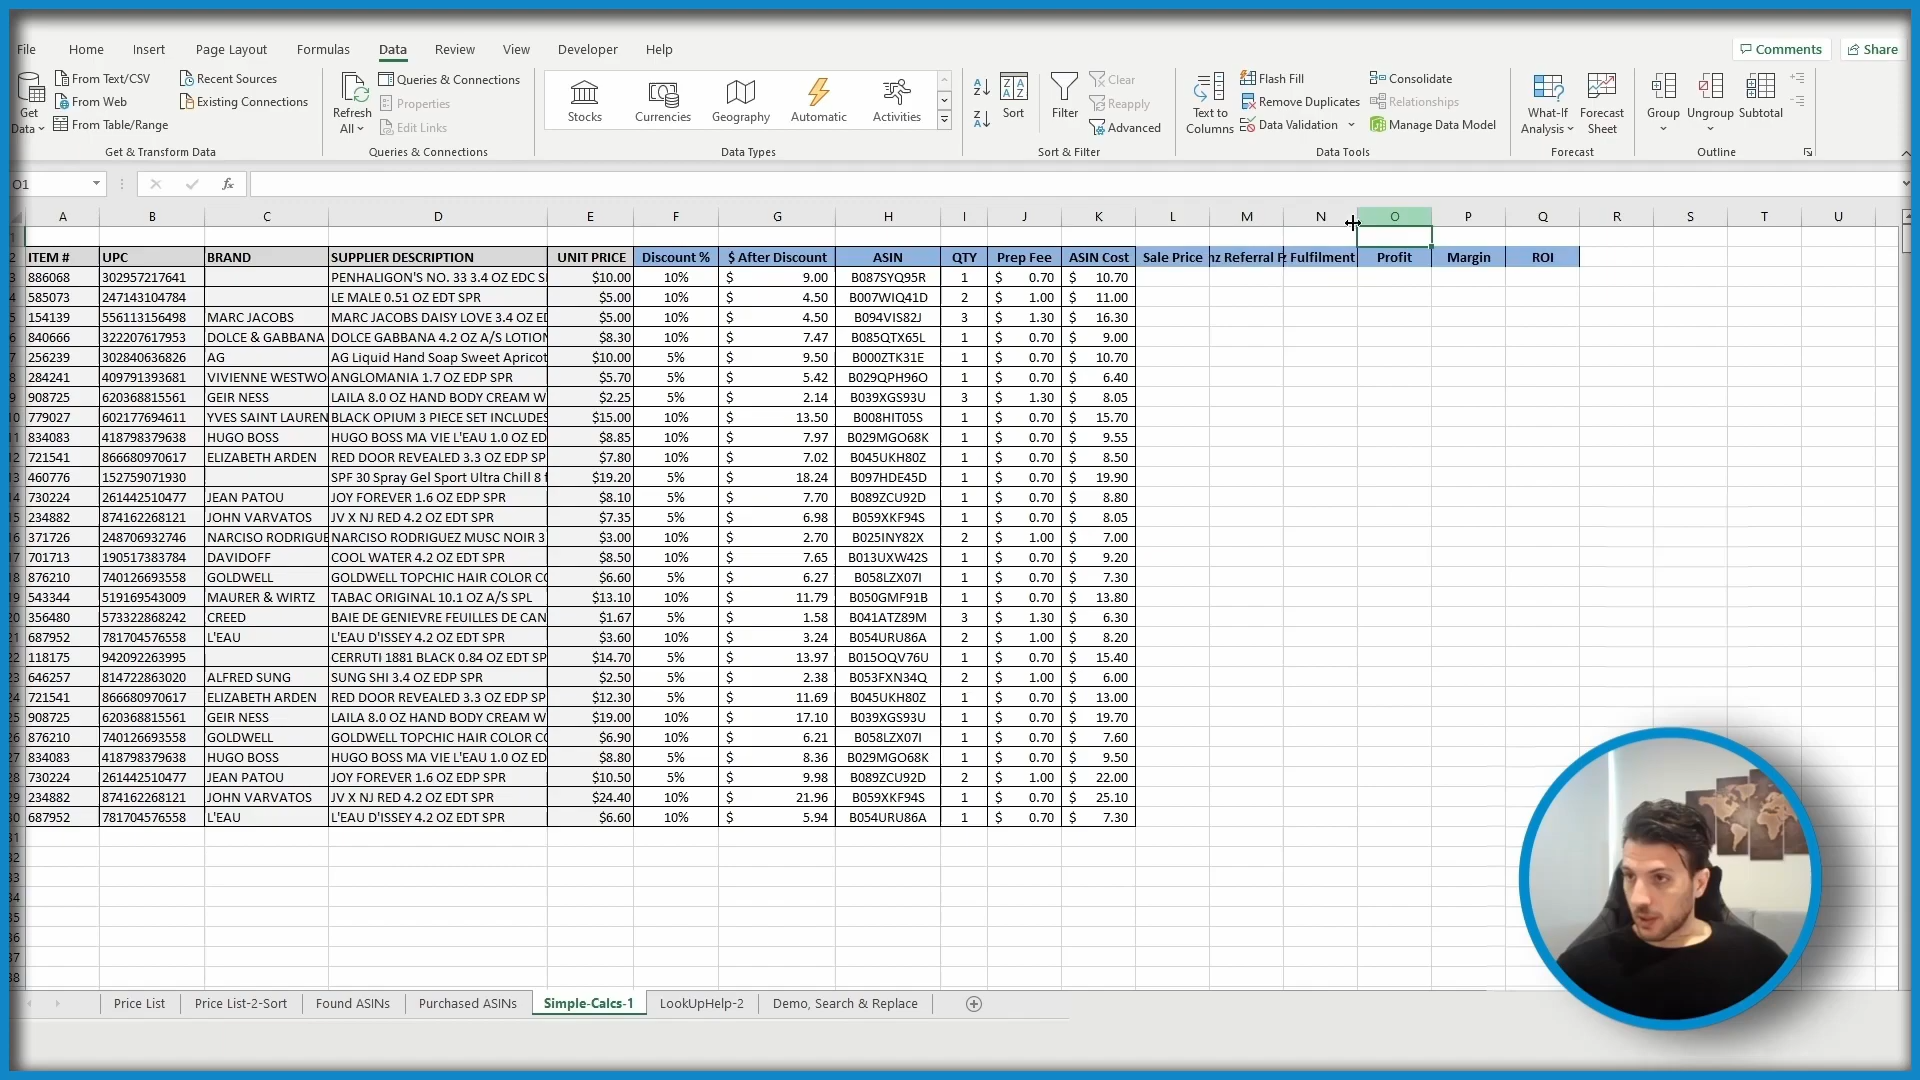 File Home Insert Page Layout Formulas Data Review View Developer Help Comments Share
Get Data
From Text/CSV
From Web
From Table/Range
Recent Sources
Existing Connections
Get & Transform Data
Refresh All
Queries & Connections
Properties
Edit Links
Queries & Connections
Stocks Currencies Geography Automatic Activities
Data Types
Sort
Filter
Clear
Reapply
Advanced
Sort & Filter
Text to Columns
Flash Fill
Remove Duplicates
Data Validation
Consolidate
Relationships
Manage Data Model
Data Tools
What-If Analysis
Forecast Sheet
Forecast
Group Ungroup Subtotal
Outline
O1 fx
A B C D E F G H I J K L M N O P Q R S T U
ITEM # UPC BRAND SUPPLIER DESCRIPTION UNIT PRICE Discount % $ After Discount ASIN QTY Prep Fee ASIN Cost Sale Price Referral Fulfilment Profit Margin ROI
886068 302957217641 PENHALIGON'S NO. 33 3.4 OZ EDC $10.00 10% $ 9.00 B087SYQ95R 1 $ 0.70 $ 10.70
585073 247143104784 LE MALE 0.51 OZ EDT SPR $5.00 10% $ 4.50 B007WIQ41D 2 $ 1.00 $ 11.00
154139 556113156498 MARC JACOBS MARC JACOBS DAISY LOVE 3.4 OZ $5.00 10% $ 4.50 B094VIS82J 3 $ 1.30 $ 16.30
840666 322207617953 DOLCE & GABBANA DOLCE GABBANA 4.2 OZ A/S LOTION $8.30 10% $ 7.47 B085QTX65L 1 $ 0.70 $ 9.00
256239 302840636826 AG AG Liquid Hand Soap Sweet Apricot $10.00 5% $ 9.50 B000ZTK31E 1 $ 0.70 $ 10.70
284241 409791393681 VIVIENNE WESTWO ANGLOMANIA 1.7 OZ EDP SPR $5.70 5% $ 5.42 B029QPH96O 1 $ 0.70 $ 6.40
908725 620368815561 GEIR NESS LAILA 8.0 OZ HAND BODY CREAM W $2.25 5% $ 2.14 B039XGS93U 3 $ 1.30 $ 8.05
779027 602177694611 YVES SAINT LAUREN BLACK OPIUM 3 PIECE SET INCLUDES $15.00 10% $ 13.50 B008HIT05S 1 $ 0.70 $ 15.70
834083 418798379638 HUGO BOSS HUGO BOSS MA VIE L'EAU 1.0 OZ ED $8.85 10% $ 7.97 B029MGO68K 1 $ 0.70 $ 9.55
721541 866680970617 ELIZABETH ARDEN RED DOOR REVEALED 3.3 OZ EDP SP $7.80 10% $ 7.02 B045UKH80Z 1 $ 0.70 $ 8.50
460776 152759071930 SPF 30 Spray Gel Sport Ultra Chill 8 $19.20 5% $ 18.24 B097HDE45D 1 $ 0.70 $ 19.90
730224 261442510477 JEAN PATOU JOY FOREVER 1.6 OZ EDP SPR $8.10 5% $ 7.70 B089ZCU92D 1 $ 0.70 $ 8.80
234882 874162268121 JOHN VARVATOS JV X NJ RED 4.2 OZ EDT SPR $7.35 5% $ 6.98 B059XKF94S 1 $ 0.70 $ 8.05
371726 248706932746 NARCISO RODRIGUE NARCISO RODRIGUEZ MUSC NOIR 3 $3.00 10% $ 2.70 B025INY82X 2 $ 1.00 $ 7.00
701713 190517383784 DAVIDOFF COOL WATER 4.2 OZ EDT SPR $8.50 10% $ 7.65 B013UXW42S 1 $ 0.70 $ 9.20
876210 740126693558 GOLDWELL GOLDWELL TOPCHIC HAIR COLOR CO $6.60 5% $ 6.27 B058LZX07I 1 $ 0.70 $ 7.30
543344 519169543009 MAURER & WIRTZ TABAC ORIGINAL 10.1 OZ A/S SPL $13.10 10% $ 11.79 B050GMF91B 1 $ 0.70 $ 13.80
356480 573322868242 CREED BAIE DE GENIEVRE FEUILLES DE CAN $1.67 5% $ 1.58 B041ATZ89M 3 $ 1.30 $ 6.30
687952 781704576558 L'EAU L'EAU D'ISSEY 4.2 OZ EDT SPR $3.60 10% $ 3.24 B054URU86A 2 $ 1.00 $ 8.20
118175 942092263995 CERRUTI 1881 BLACK 0.84 OZ EDT SP $14.70 5% $ 13.97 B015OQV76U 1 $ 0.70 $ 15.40
646257 814722863020 ALFRED SUNG SUNG SHI 3.4 OZ EDP SPR $2.50 5% $ 2.38 B053FXN34Q 2 $ 1.00 $ 6.00
721541 866680970617 ELIZABETH ARDEN RED DOOR REVEALED 3.3 OZ EDP SP $12.30 5% $ 11.69 B045UKH80Z 1 $ 0.70 $ 13.00
908725 620368815561 GEIR NESS LAILA 8.0 OZ HAND BODY CREAM W $19.00 10% $ 17.10 B039XGS93U 1 $ 0.70 $ 19.70
876210 740126693558 GOLDWELL GOLDWELL TOPCHIC HAIR COLOR CO $6.90 10% $ 6.21 B058LZX07I 1 $ 0.70 $ 7.60
834083 418798379638 HUGO BOSS HUGO BOSS MA VIE L'EAU 1.0 OZ ED $8.80 5% $ 8.36 B029MGO68K 1 $ 0.70 $ 9.50
730224 261442510477 JEAN PATOU JOY FOREVER 1.6 OZ EDP SPR $10.50 5% $ 9.98 B089ZCU92D 2 $ 1.00 $ 22.00
234882 874162268121 JOHN VARVATOS JV X NJ RED 4.2 OZ EDT SPR $24.40 10% $ 21.96 B059XKF94S 1 $ 0.70 $ 25.10
687952 781704576558 L'EAU L'EAU D'ISSEY 4.2 OZ EDT SPR $6.60 10% $ 5.94 B054URU86A 1 $ 0.70 $ 7.30
Price List Price List-2-Sort Found ASINs Purchased ASINs Simple-Calcs-1 LookUpHelp-2 Demo, Search & Replace